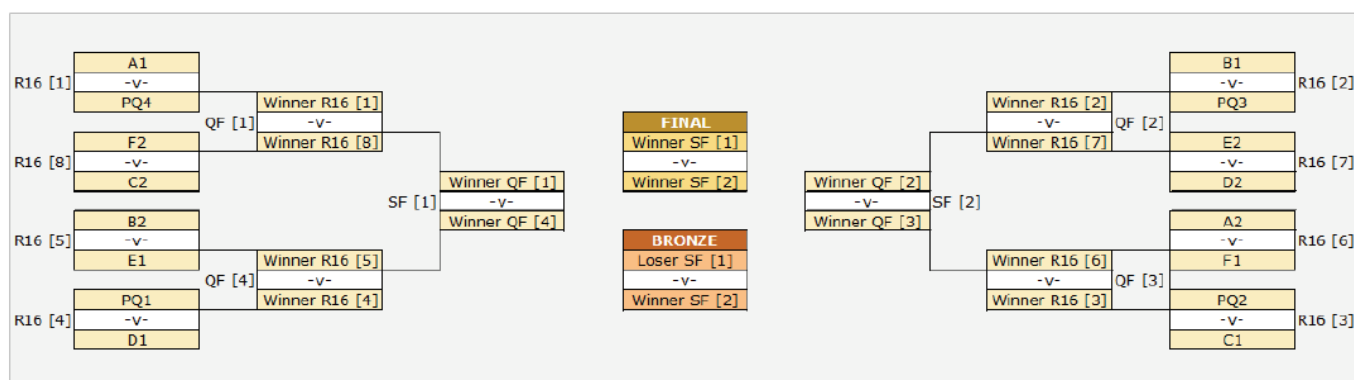 A1
R16 [1]
-v-
PQ4
QF [1]
Winner R16 [1]
-v-
Winner R16 [8]
F2
R16 [8]
-v-
C2
SF [1]
Winner QF [1]
-v-
Winner QF [4]
B2
R16 [5]
-v-
E1
QF [4]
Winner R16 [5]
-v-
Winner R16 [4]
PQ1
R16 [4]
-v-
D1
FINAL
Winner SF [1]
-v-
Winner SF [2]
BRONZE
Loser SF [1]
-v-
Winner SF [2]
Winner QF [2]
-v-
SF [2]
Winner QF [3]
Winner R16 [2]
-v-
QF [2]
Winner R16 [7]
B1
-v-
R16 [2]
PQ3
E2
-v-
R16 [7]
D2
Winner R16 [6]
-v-
QF [3]
Winner R16 [3]
A2
-v-
R16 [6]
F1
PQ2
-v-
R16 [3]
C1